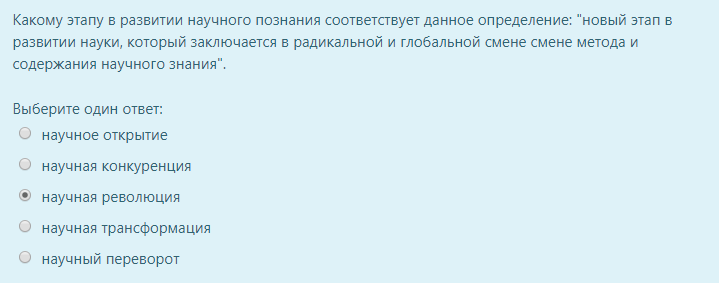 Какому этапу в развитии научного познания соответствует данное определение: "новый этап в
развитии науки, который заключается в радикальной и глобальной смене смене метода и
содержания научного знания".
Выберите один ответ:
научное открытие
научная конкуренция
научная революция
научная трансформация
научный переворот